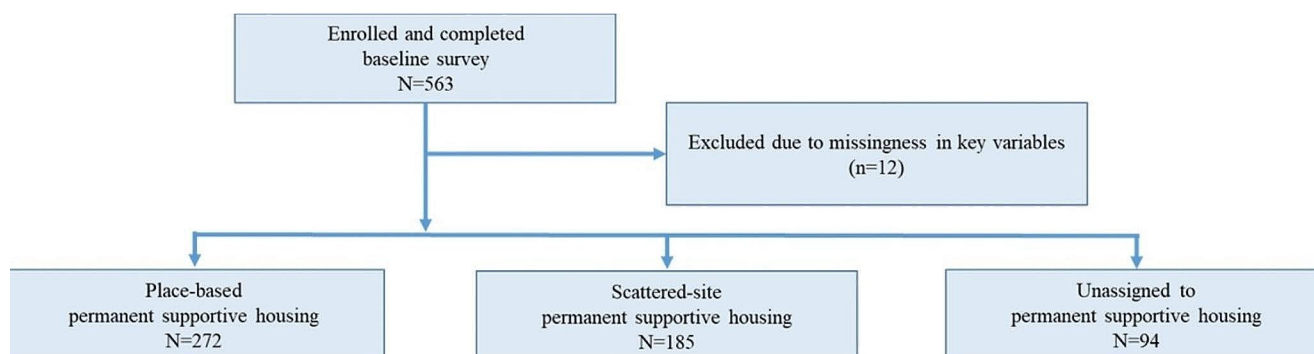 Enrolled and completed
baseline survey
N=563
Excluded due to missingness in key variables
(n=12)
Place-based
permanent supportive housing
N=272
Scattered-site
permanent supportive housing
N=185
Unassigned to
permanent supportive housing
N=94